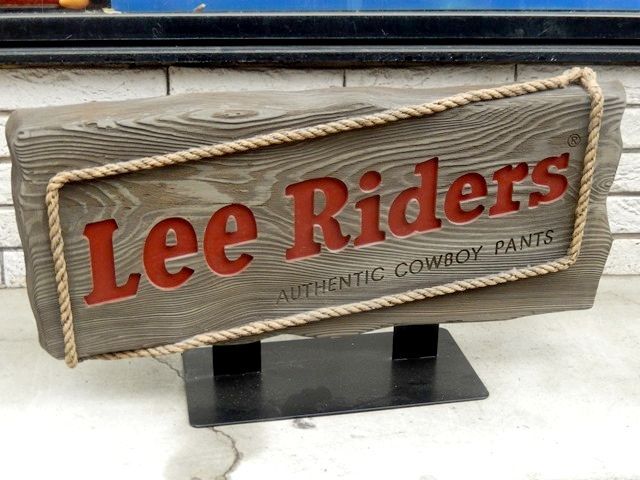 Lee Riders®
AUTHENTIC COWBOY PANTS